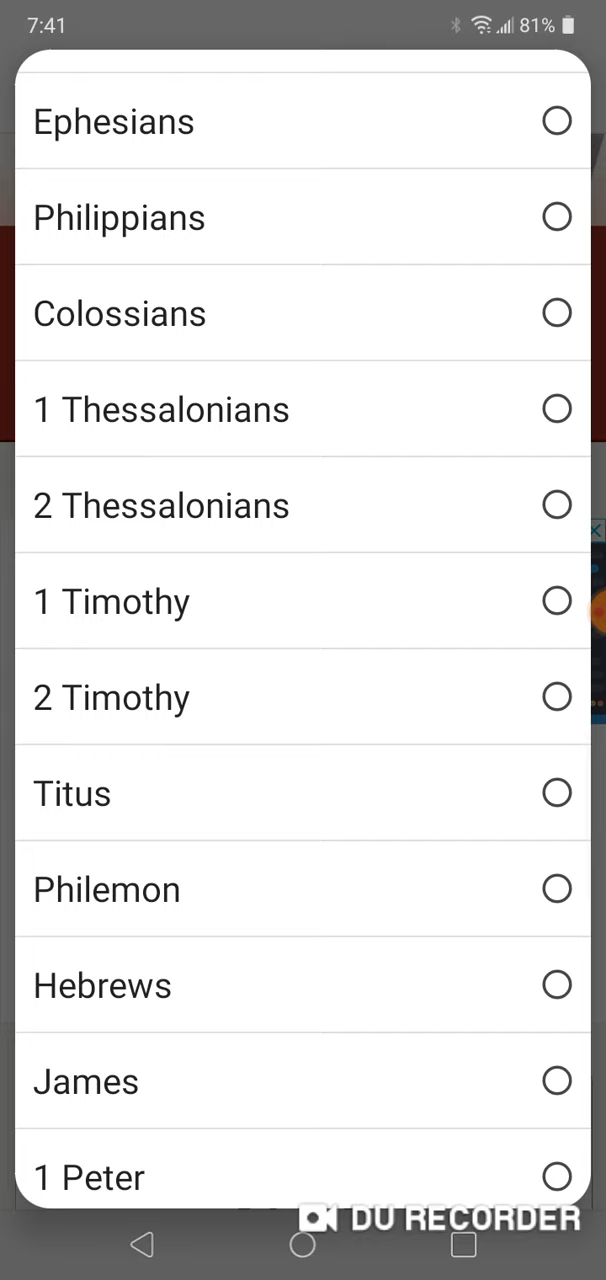 7:41
81%
Ephesians
Philippians
Colossians
1 Thessalonians
2 Thessalonians
1 Timothy
2 Timothy
Titus
Philemon
Hebrews
James
1 Peter
DU RECORDER